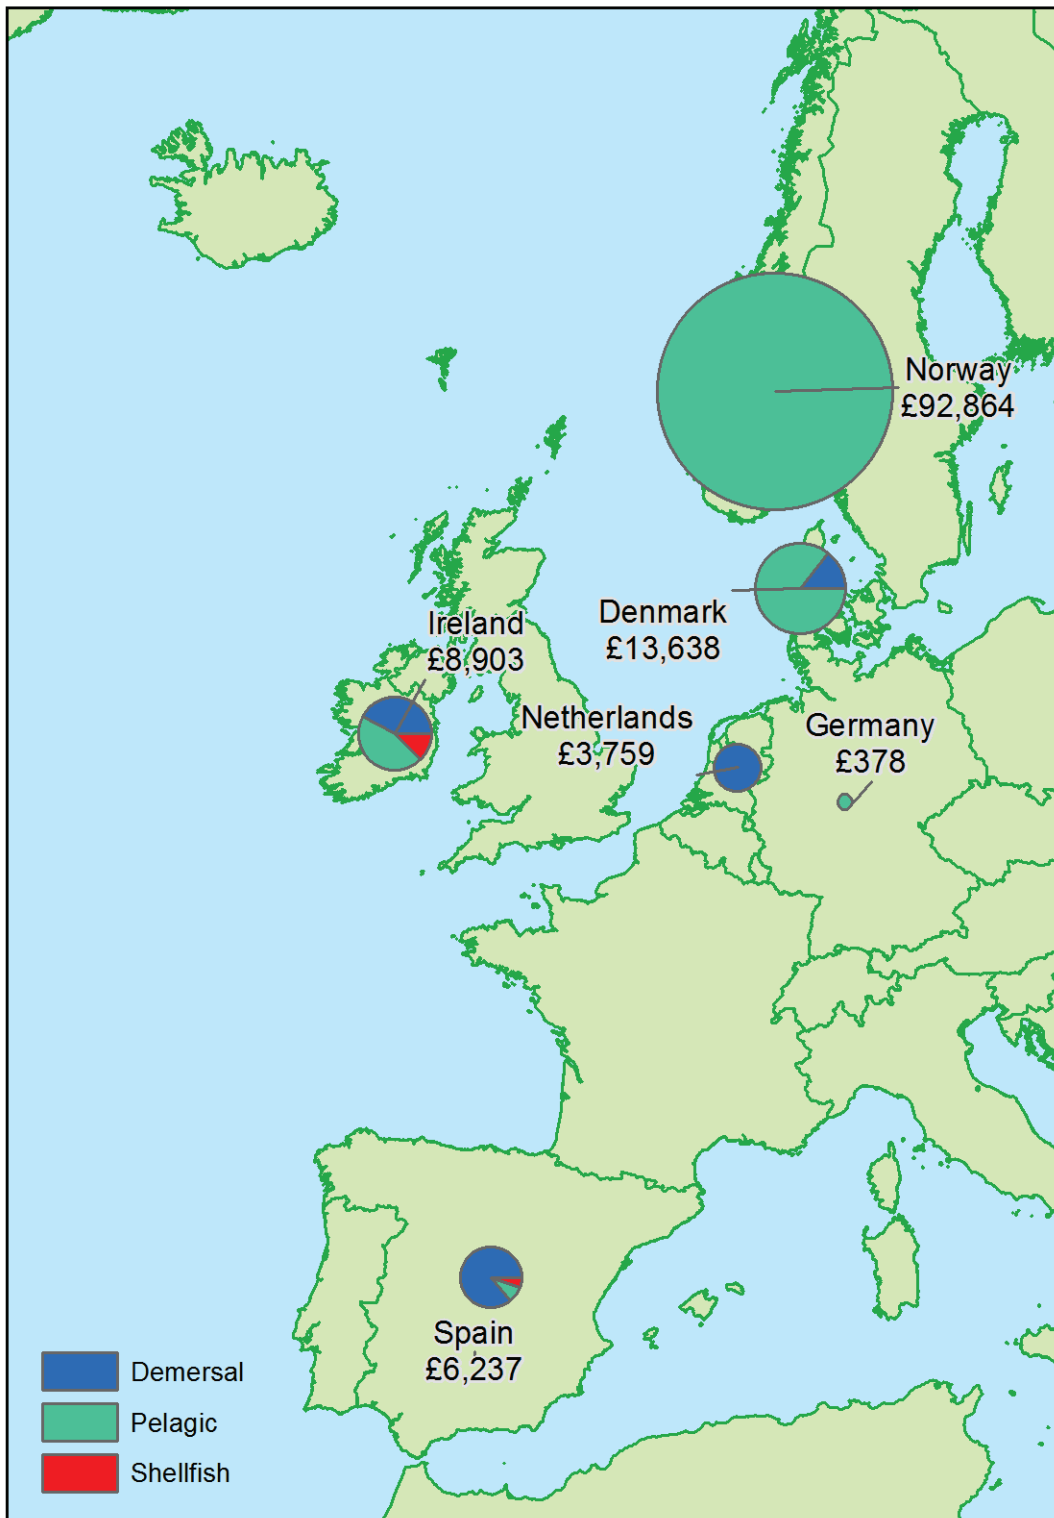 Norway
£92,864
Denmark
£13,638
Ireland
£8,903
Netherlands
£3,759
Germany
£378
Spain
£6,237
Demersal
Pelagic
Shellfish